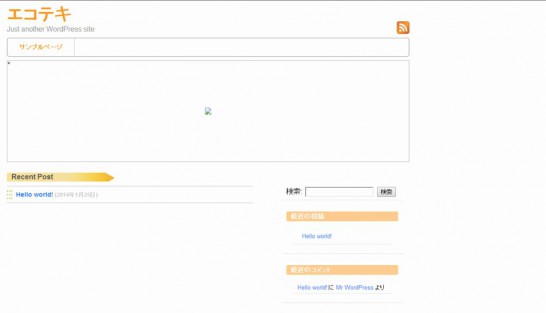 エコテキ
Just another WordPress site
サンプルページ
Recent Post
Hello world! (2014年1月29日)
検索:
検索
最近の投稿
Hello world!
最近のコメント
Hello world! に Mr WordPress より